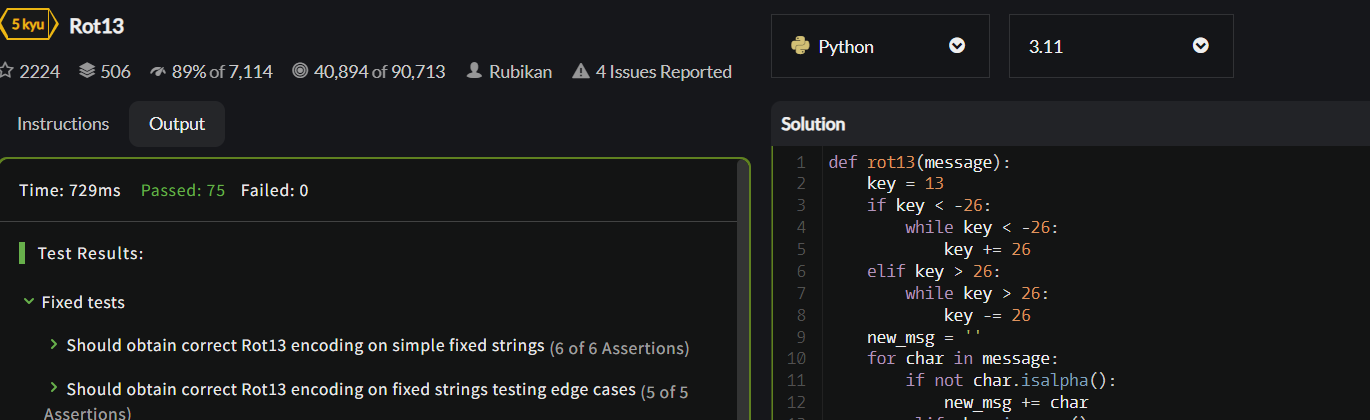 5 kyu Rot13
2224 506 89% of 7,114 40,894 of 90,713 Rubikan 4 Issues Reported
Instructions Output
Time: 729ms Passed: 75 Failed: 0
Test Results:
Fixed tests
Should obtain correct Rot13 encoding on simple fixed strings (6 of 6 Assertions)
Should obtain correct Rot13 encoding on fixed strings testing edge cases (5 of 5
Assertions)
Python 3.11
Solution
1 def rot13(message):
2 key = 13
3 if key < -26:
4 while key < -26:
5 key += 26
6 elif key > 26:
7 while key > 26:
8 key -= 26
9 new_msg = ''
10 for char in message:
11 if not char.isalpha():
12 new_msg += char